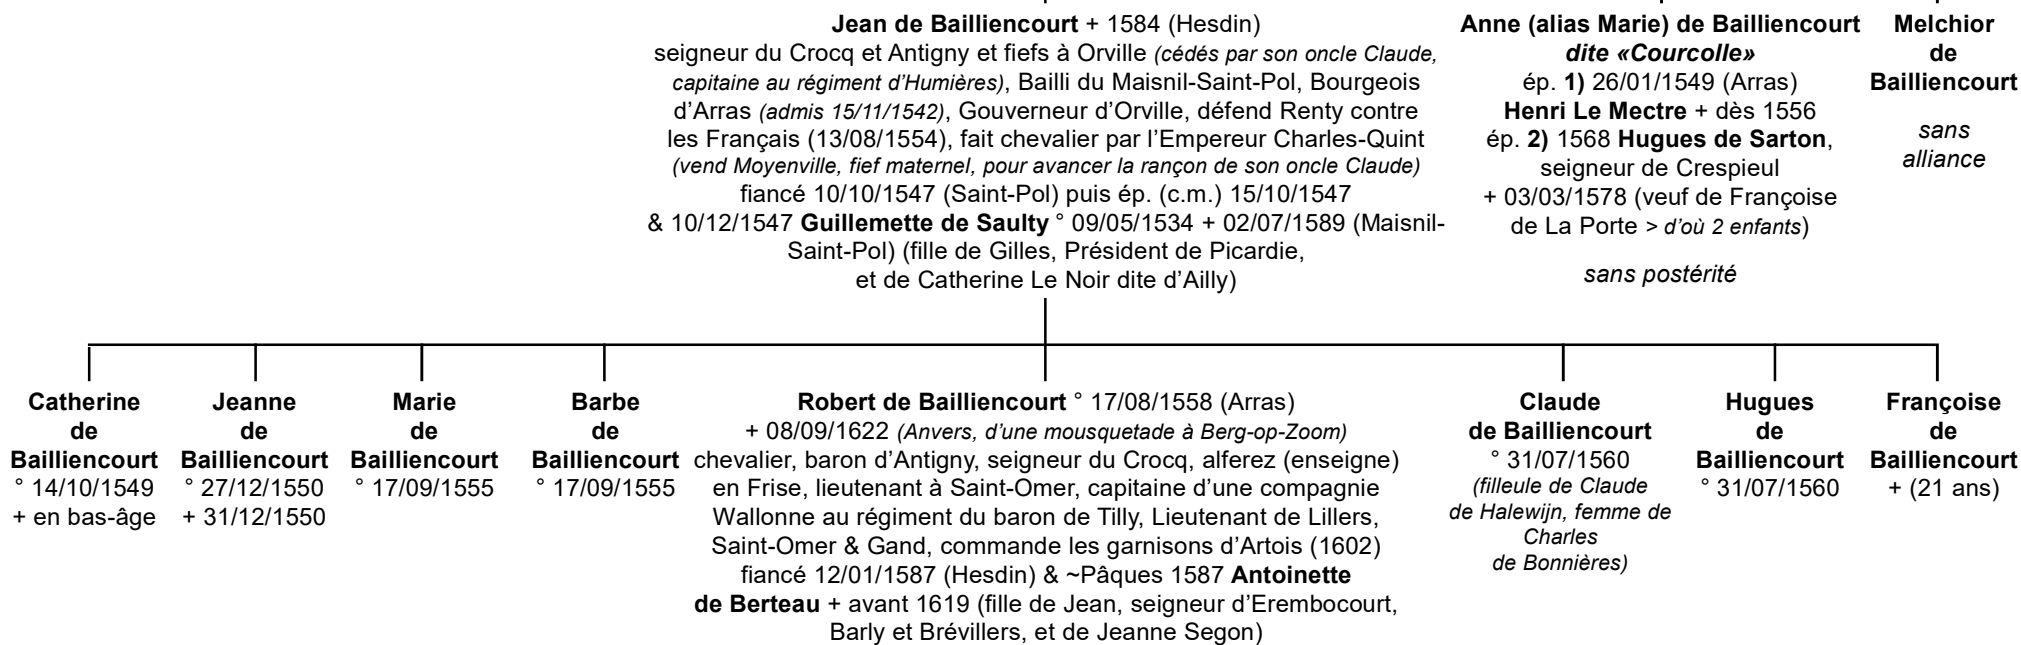 Jean de Bailliencourt + 1584 (Hesdin)
seigneur du Crocq et Antigny et fiefs à Orville (cédés par son oncle Claude,
capitaine au régiment d’Humières), Bailli du Maisnil-Saint-Pol, Bourgeois
d’Arras (admis 15/11/1542), Gouverneur d’Orville, défend Renty contre
les Français (13/08/1554), fait chevalier par l’Empereur Charles-Quint
(vend Moyenville, fief maternel, pour avancer la rançon de son oncle Claude)
fiancé 10/10/1547 (Saint-Pol) puis ép. (c.m.) 15/10/1547
& 10/12/1547 Guillemette de Saulty ° 09/05/1534 + 02/07/1589 (Maisnil-
Saint-Pol) (fille de Gilles, Président de Picardie,
et de Catherine Le Noir dite d’Ailly)
Anne (alias Marie) de Bailliencourt
dite «Courcolle»
ép. 1) 26/01/1549 (Arras)
Henri Le Mectre + dès 1556
ép. 2) 1568 Hugues de Sarton,
seigneur de Crespieul
+ 03/03/1578 (veuf de Françoise
de La Porte > d’où 2 enfants)
sans postérité
Melchior
de
Bailliencourt
sans
alliance
Catherine
de
Bailliencourt
° 14/10/1549
+ en bas-âge
Jeanne
de
Bailliencourt
° 27/12/1550
+ 31/12/1550
Marie
de
Bailliencourt
° 17/09/1555
Barbe
de
Bailliencourt
° 17/09/1555
Robert de Bailliencourt ° 17/08/1558 (Arras)
+ 08/09/1622 (Anvers, d’une mousquetade à Berg-op-Zoom)
chevalier, baron d’Antigny, seigneur du Crocq, alferez (enseigne)
en Frise, lieutenant à Saint-Omer, capitaine d’une compagnie
Wallonne au régiment du baron de Tilly, Lieutenant de Lillers,
Saint-Omer & Gand, commande les garnisons d’Artois (1602)
fiancé 12/01/1587 (Hesdin) & ~Pâques 1587 Antoinette
de Berteau + avant 1619 (fille de Jean, seigneur d’Erembocourt,
Barly et Brévillers, et de Jeanne Segon)
Claude
de Bailliencourt
° 31/07/1560
(filleule de Claude
de Halewijn, femme de
Charles
de Bonnières)
Hugues
de
Bailliencourt
° 31/07/1560
Françoise
de
Bailliencourt
+ (21 ans)